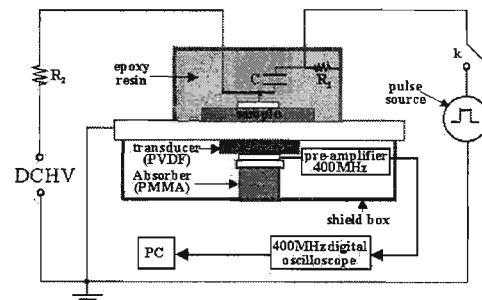 k
epoxy
resin
C
R₁
R₂
sample
pulse
source
transducer
(PVDF)
pre-amplifier
400MHz
DCHV
Absorber
(PMMA)
shield box
PC
400MHz digital
oscilloscope